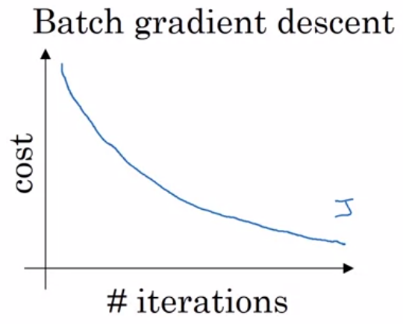 Batch gradient descent
cost
J
# iterations